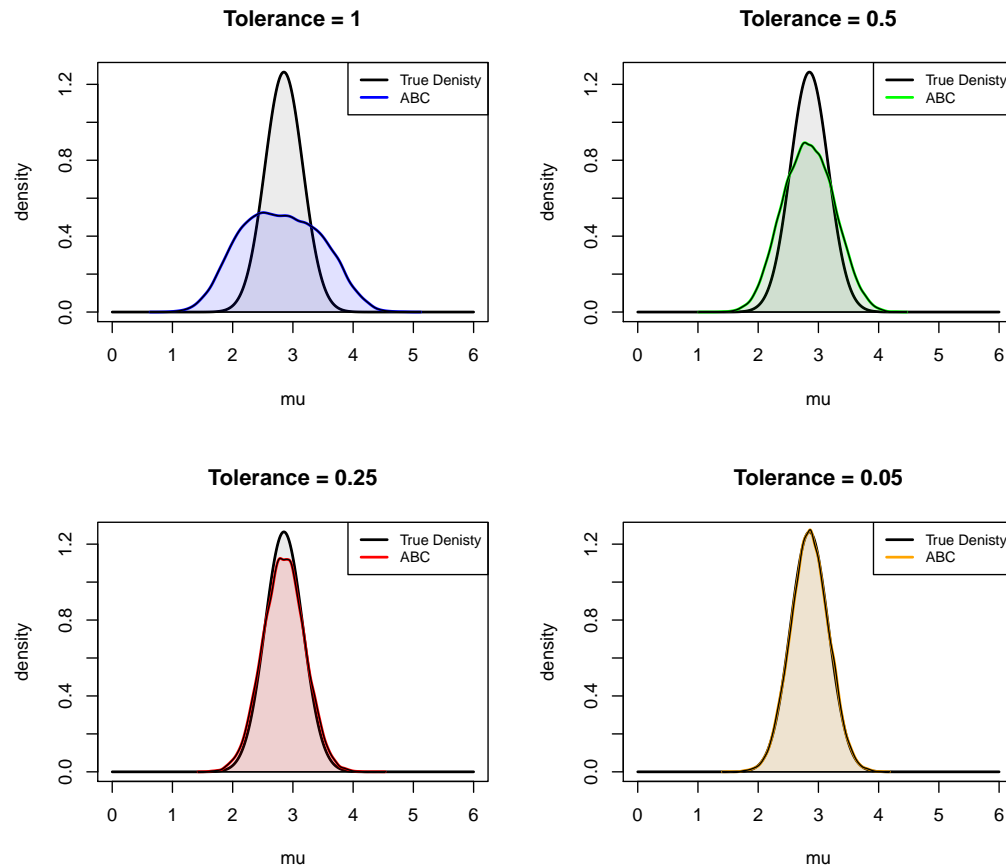 Tolerance = 1
True Denisty
ABC
density
0.0
0.4
0.8
1.2
0 1 2 3 4 5 6
mu
Tolerance = 0.5
True Denisty
ABC
density
0.0
0.4
0.8
1.2
0 1 2 3 4 5 6
mu
Tolerance = 0.25
True Denisty
ABC
density
0.0
0.4
0.8
1.2
0 1 2 3 4 5 6
mu
Tolerance = 0.05
True Denisty
ABC
density
0.0
0.4
0.8
1.2
0 1 2 3 4 5 6
mu